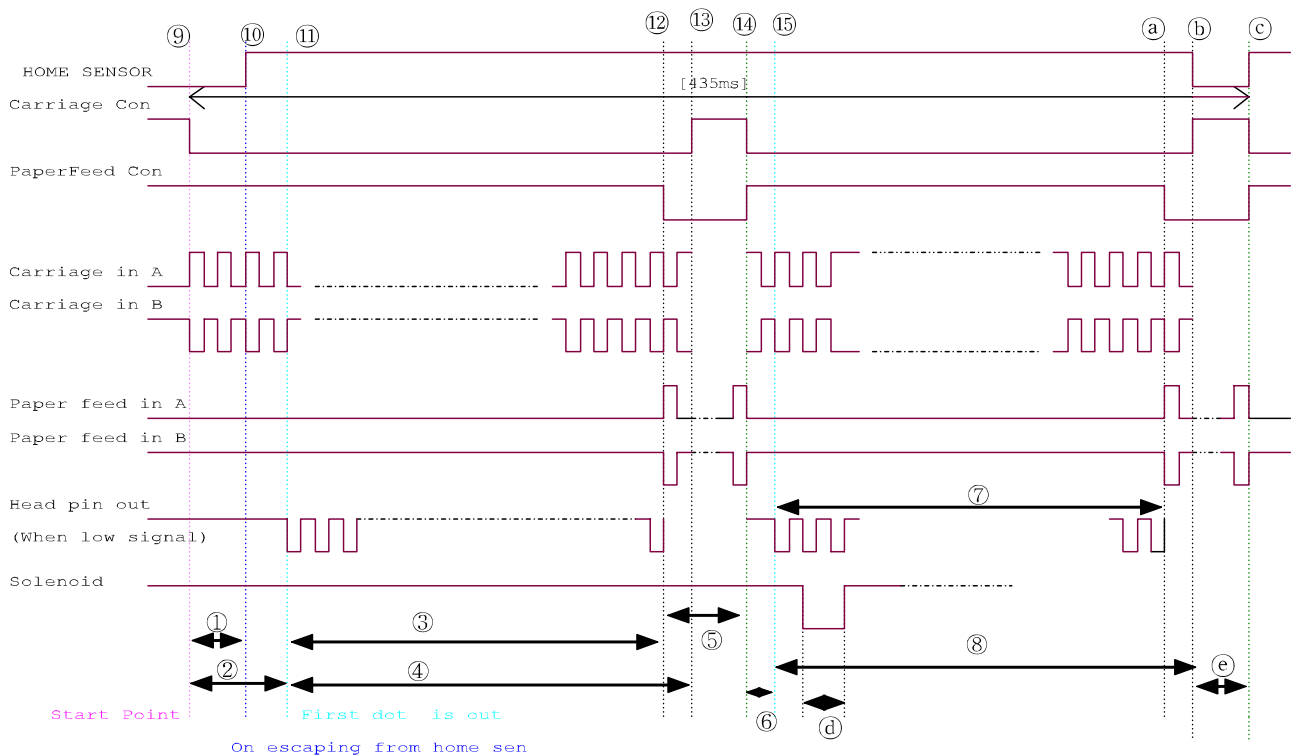 ⑨ ⑩ ⑪ ⑫ ⑬ ⑭ ⑮ ⓐ ⓑ ⓒ
HOME SENSOR
[435ms]
Carriage Con
PaperFeed Con
Carriage in A
Carriage in B
Paper feed in A
Paper feed in B
Head pin out
⑦
(When low signal)
Solenoid
① ③ ⑤
② ④ ⑧ ⓔ
⑥ ⓓ
Start Point
First dot is out
On escaping from home sen